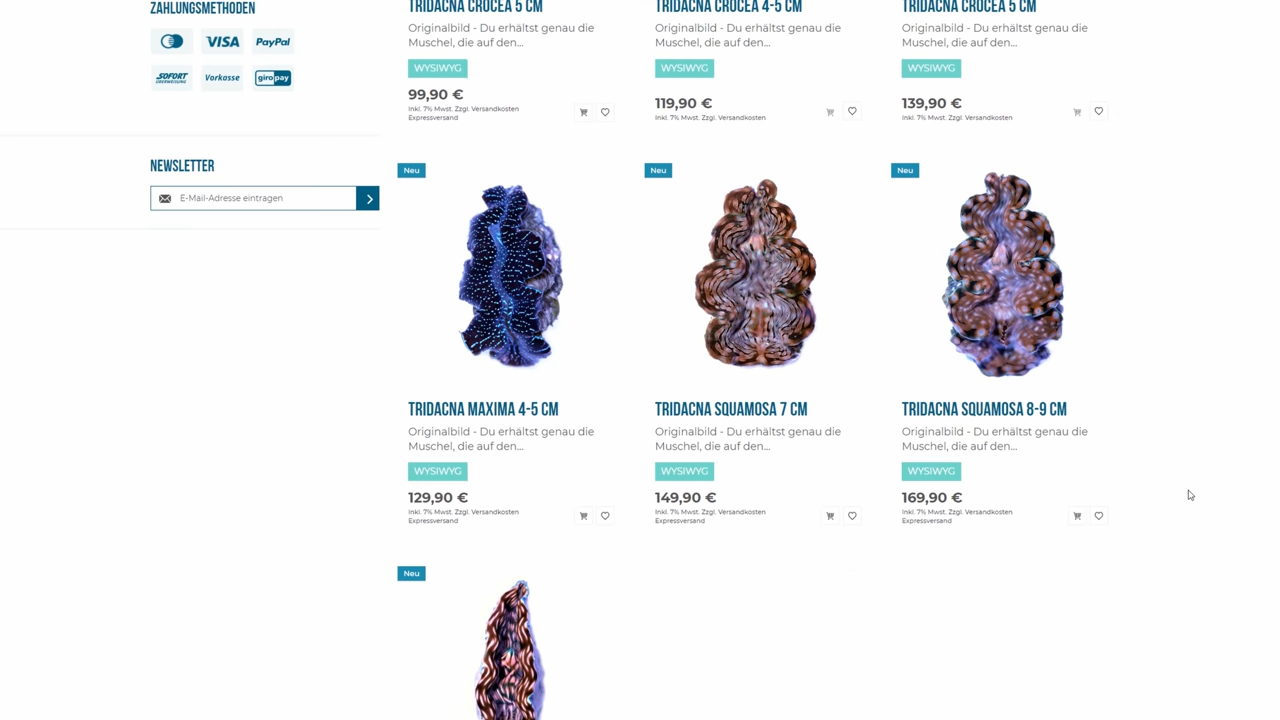 ZAHLUNGSMETHODEN
VISA
PayPal
SOFORT
ÜBERWEISUNG
Vorkasse
giropay
NEWSLETTER
E-Mail-Adresse eintragen
TRIDACNA CROCEA 5 CM
Originalbild - Du erhältst genau die
Muschel, die auf den...
WYSIWYG
99,90 €
Inkl. 7% Mwst. Zzgl. Versandkosten
Expressversand
TRIDACNA CROCEA 4-5 CM
Originalbild - Du erhältst genau die
Muschel, die auf den...
WYSIWYG
119,90 €
Inkl. 7% Mwst. Zzgl. Versandkosten
TRIDACNA CROCEA 5 CM
Originalbild - Du erhältst genau die
Muschel, die auf den...
WYSIWYG
139,90 €
Inkl. 7% Mwst. Zzgl. Versandkosten
Neu
TRIDACNA MAXIMA 4-5 CM
Originalbild - Du erhältst genau die
Muschel, die auf den...
WYSIWYG
129,90 €
Inkl. 7% Mwst. Zzgl. Versandkosten
Expressversand
Neu
TRIDACNA SQUAMOSA 7 CM
Originalbild - Du erhältst genau die
Muschel, die auf den...
WYSIWYG
149,90 €
Inkl. 7% Mwst. Zzgl. Versandkosten
Expressversand
Neu
TRIDACNA SQUAMOSA 8-9 CM
Originalbild - Du erhältst genau die
Muschel, die auf den...
WYSIWYG
169,90 €
Inkl. 7% Mwst. Zzgl. Versandkosten
Expressversand
Neu